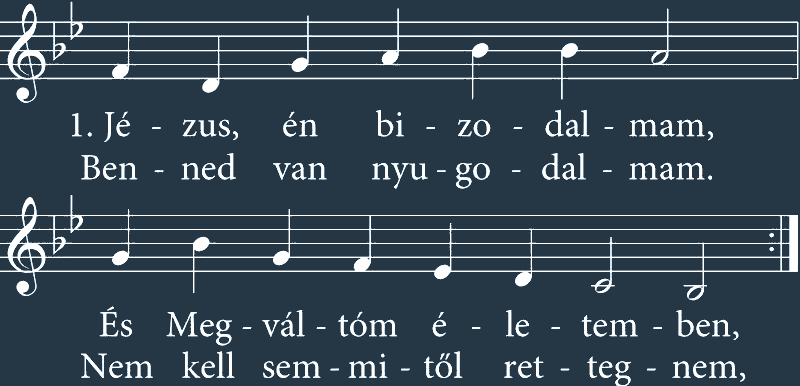 1. Jé - zus, én bi - zo - dal - mam,
Ben - ned van nyu - go - dal - mam.
És Meg - vál - tóm é - le - tem - ben,
Nem kell sem - mi - től ret - teg - nem,